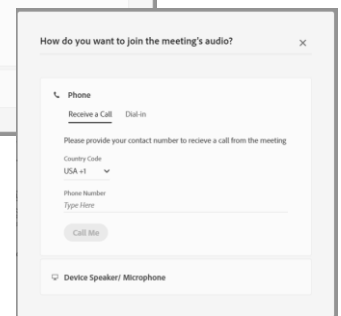 How do you want to join the meeting's audio?
Phone
Receive a Call Dial-in
Please provide your contact number to recieve a call from the meeting
Country Code
USA +1
Phone Number
Type Here
Call Me
Device Speaker/ Microphone